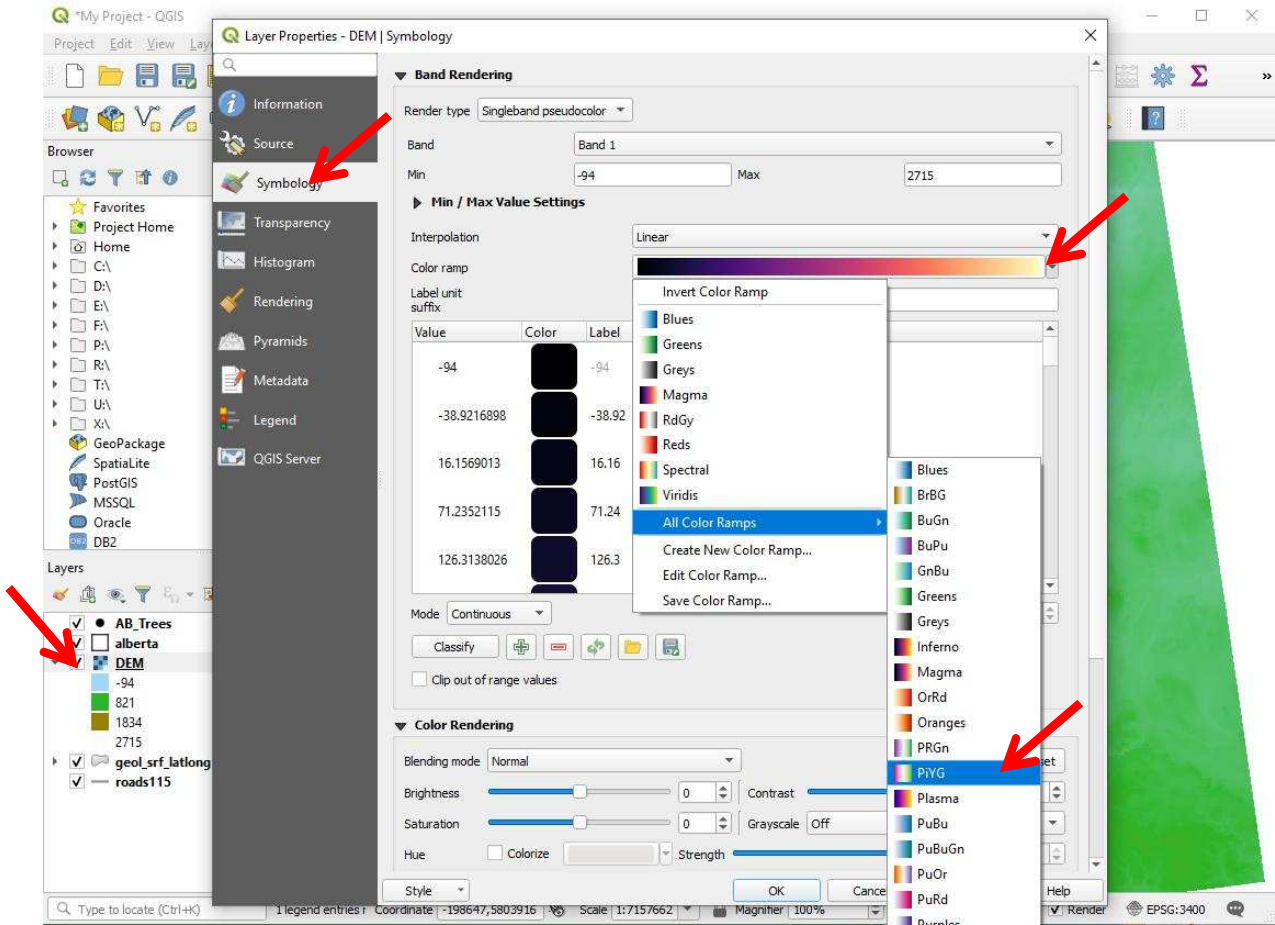 *My Project - QGIS
Project Edit View Lay
»
Browser
Favorites
Project Home
Home
C:\
D:\
E:\
F:\
P:\
R:\
T:\
U:\
X:\
GeoPackage
SpatiaLite
PostGIS
MSSQL
Oracle
DB2
Layers
AB_Trees
alberta
DEM
-94
821
1834
2715
geol_srf_latlong
roads115
Layer Properties - DEM | Symbology
Information
Source
Symbology
Transparency
Histogram
Rendering
Pyramids
Metadata
Legend
QGIS Server
Band Rendering
Render type Singleband pseudocolor
Band Band 1
Min -94 Max 2715
Min / Max Value Settings
Interpolation Linear
Color ramp
Label unit
suffix
Value Color Label
-94 -94
-38.9216898 -38.92
16.1569013 16.16
71.2352115 71.24
126.3138026 126.3
Mode Continuous
Classify
Clip out of range values
Invert Color Ramp
Blues
Greens
Greys
Magma
RdGy
Reds
Spectral
Viridis
All Color Ramps
Create New Color Ramp...
Edit Color Ramp...
Save Color Ramp...
Blues
BrBG
BuGn
BuPu
GnBu
Greens
Greys
Inferno
Magma
OrRd
Oranges
PRGn
PiYG
Plasma
PuBu
PuBuGn
PuOr
PuRd
Purples
Color Rendering
Blending mode Normal et
Brightness 0 Contrast
Saturation 0 Grayscale Off
Hue Colorize Strength
Style OK Cance Help
Type to locate (Ctrl+K) 1 legend entries r Coordinate -198647,5803916 Scale 1:7157662 Magnifier 100% Render EPSG:3400